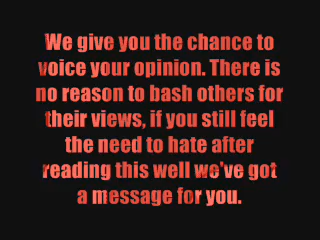 We give you the chance to
voice your opinion. There is
no reason to bash others for
their views, if you still feel
the need to hate after
reading this well we've got
a message for you.